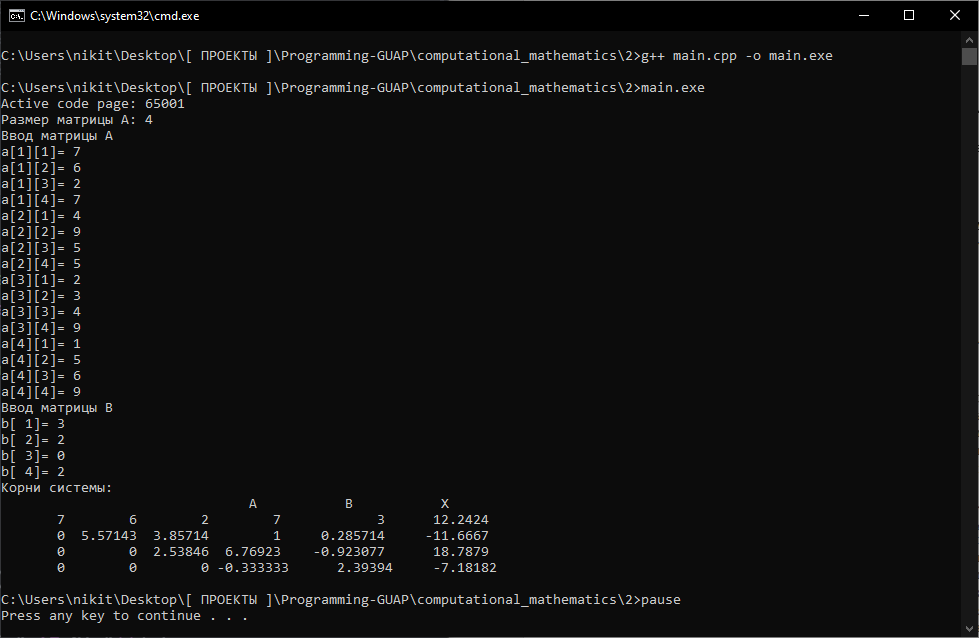 C:\Windows\system32\cmd.exe
C:\Users\nikit\Desktop\[ ПРОЕКТЫ ]\Programming-GUAP\computational_mathematics\2>g++ main.cpp -o main.exe
C:\Users\nikit\Desktop\[ ПРОЕКТЫ ]\Programming-GUAP\computational_mathematics\2>main.exe
Active code page: 65001
Размер матрицы A: 4
Ввод матрицы A
a[1][1]= 7
a[1][2]= 6
a[1][3]= 2
a[1][4]= 7
a[2][1]= 4
a[2][2]= 9
a[2][3]= 5
a[2][4]= 5
a[3][1]= 2
a[3][2]= 3
a[3][3]= 4
a[3][4]= 9
a[4][1]= 1
a[4][2]= 5
a[4][3]= 6
a[4][4]= 9
Ввод матрицы B
b[ 1]= 3
b[ 2]= 2
b[ 3]= 0
b[ 4]= 2
Корни системы:
A B X
7 6 2 7 3 12.2424
0 5.57143 3.85714 1 0.285714 -11.6667
0 0 2.53846 6.76923 -0.923077 18.7879
0 0 0 -0.333333 2.39394 -7.18182
C:\Users\nikit\Desktop\[ ПРОЕКТЫ ]\Programming-GUAP\computational_mathematics\2>pause
Press any key to continue . . .